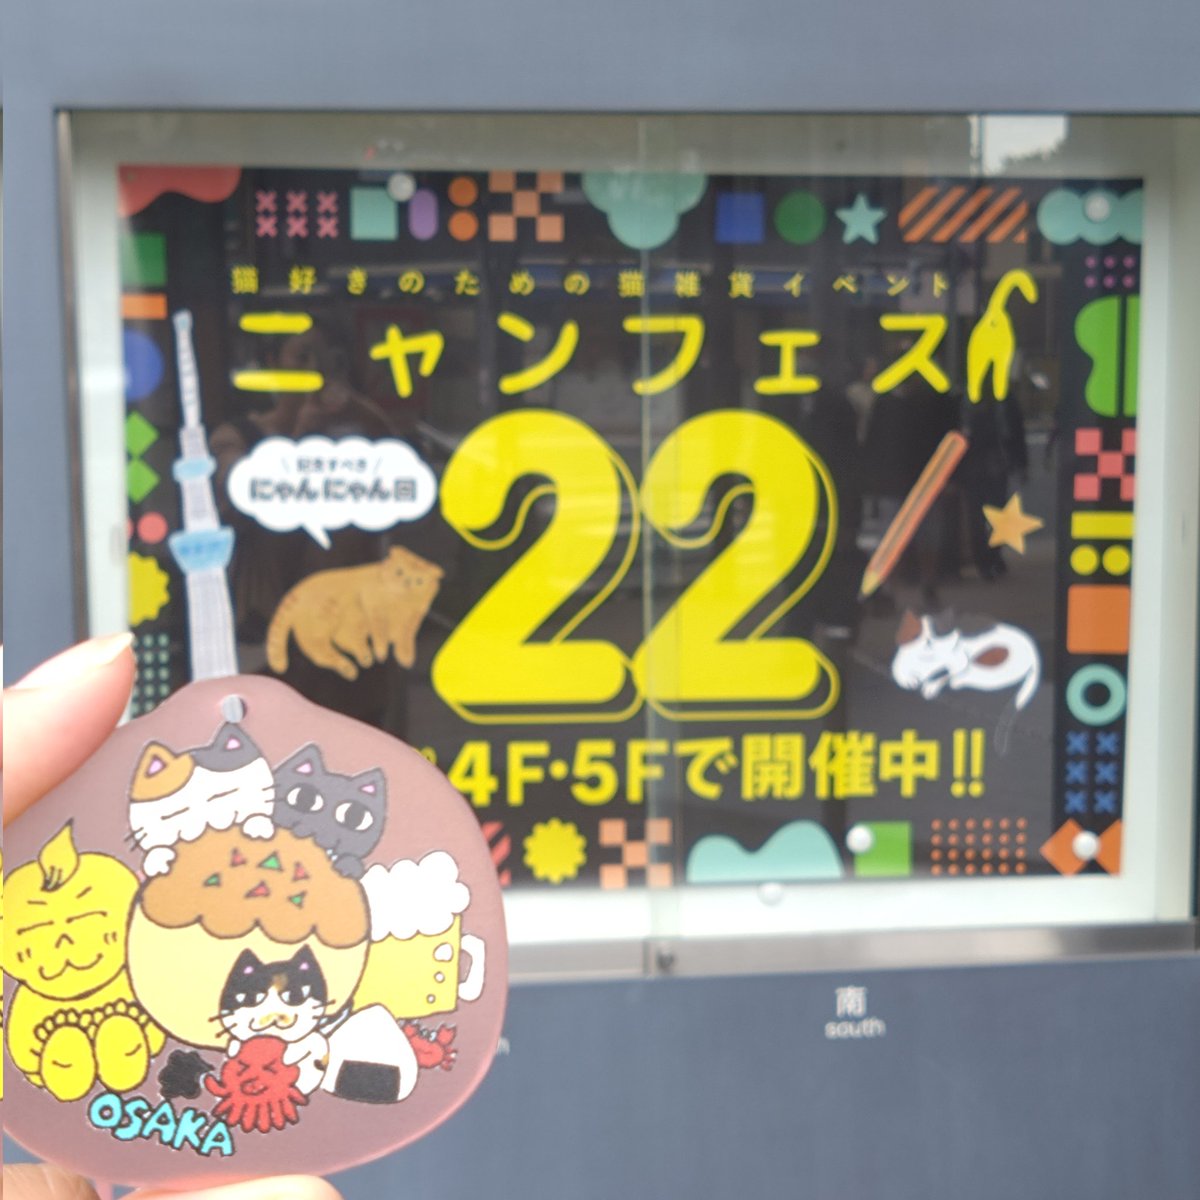 猫好きのための猫雑貨イベント
ニャンフェス
22
記念すべき
にゃんにゃん回
4F・5Fで開催中!!
南
south
OSAKA